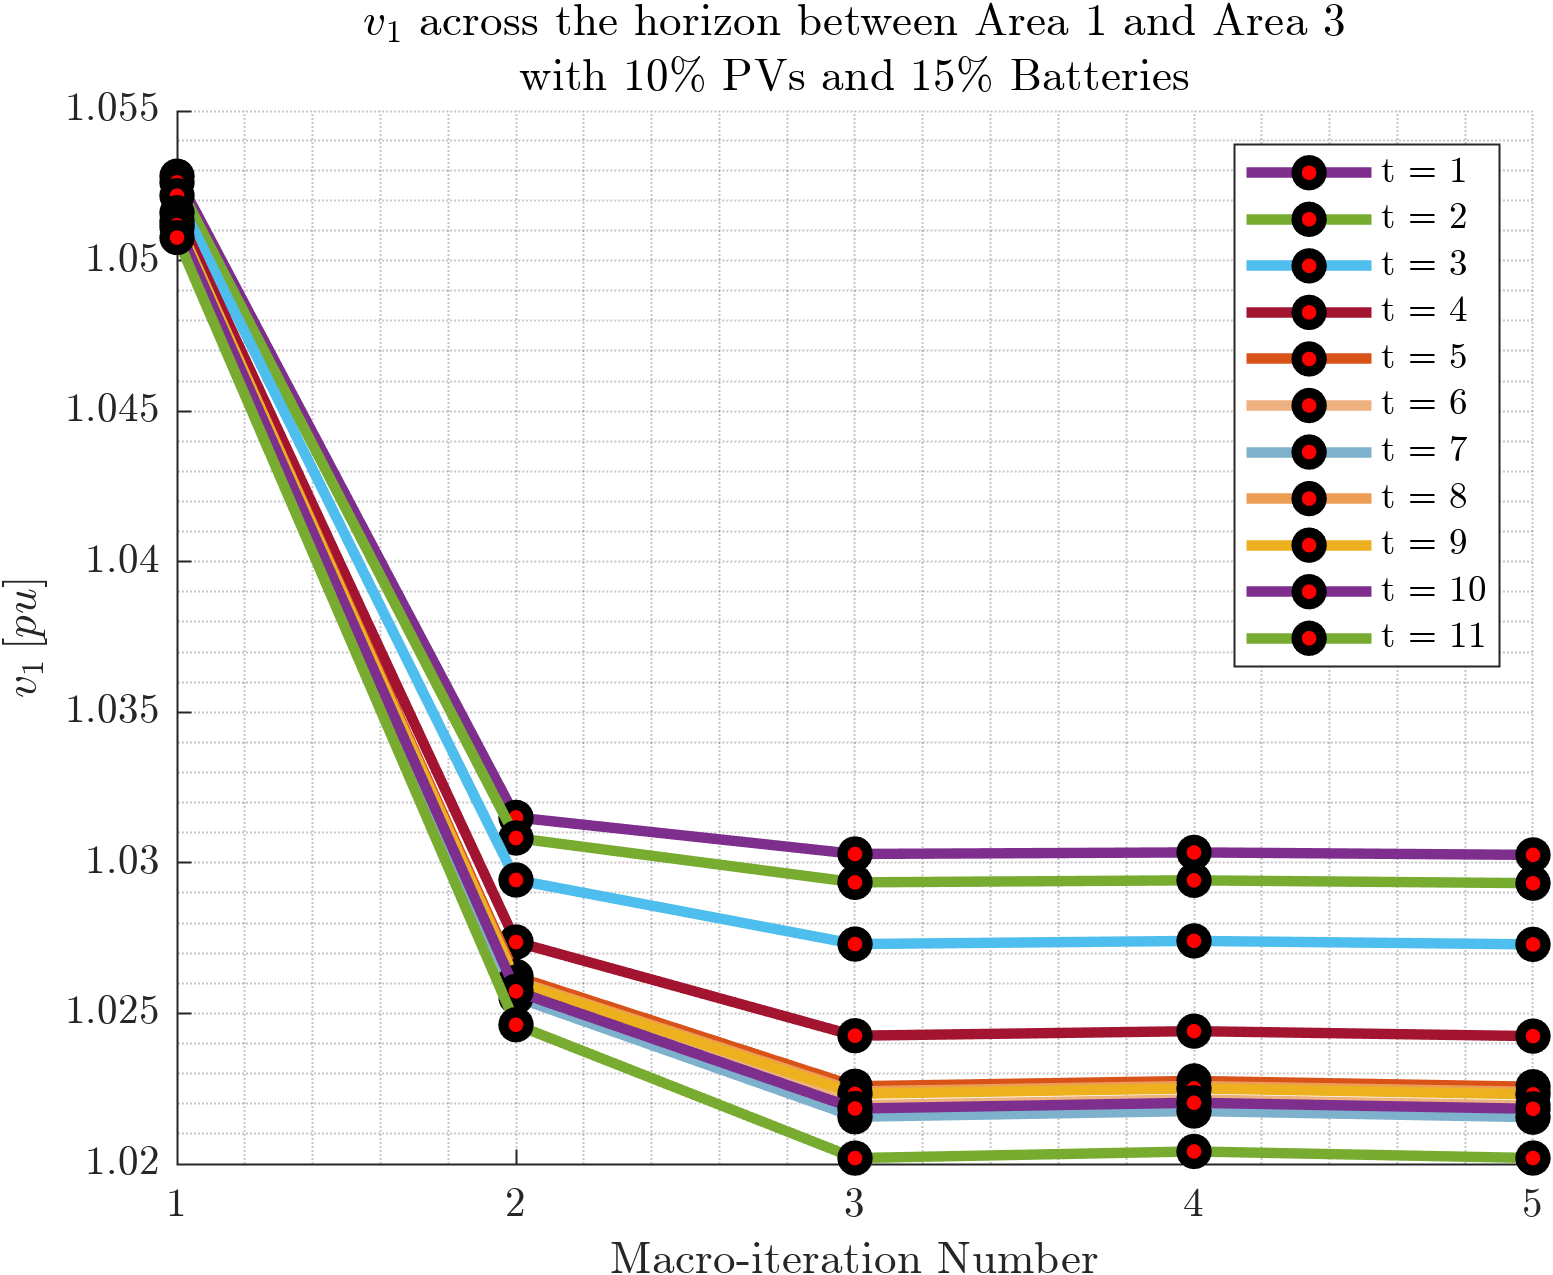 v₁ across the horizon between Area 1 and Area 3
with 10% PVs and 15% Batteries
1.055
1.05
1.045
1.04
1.035
1.03
1.025
1.02
v₁ [pu]
t = 1
t = 2
t = 3
t = 4
t = 5
t = 6
t = 7
t = 8
t = 9
t = 10
t = 11
1 2 3 4 5
Macro-iteration Number